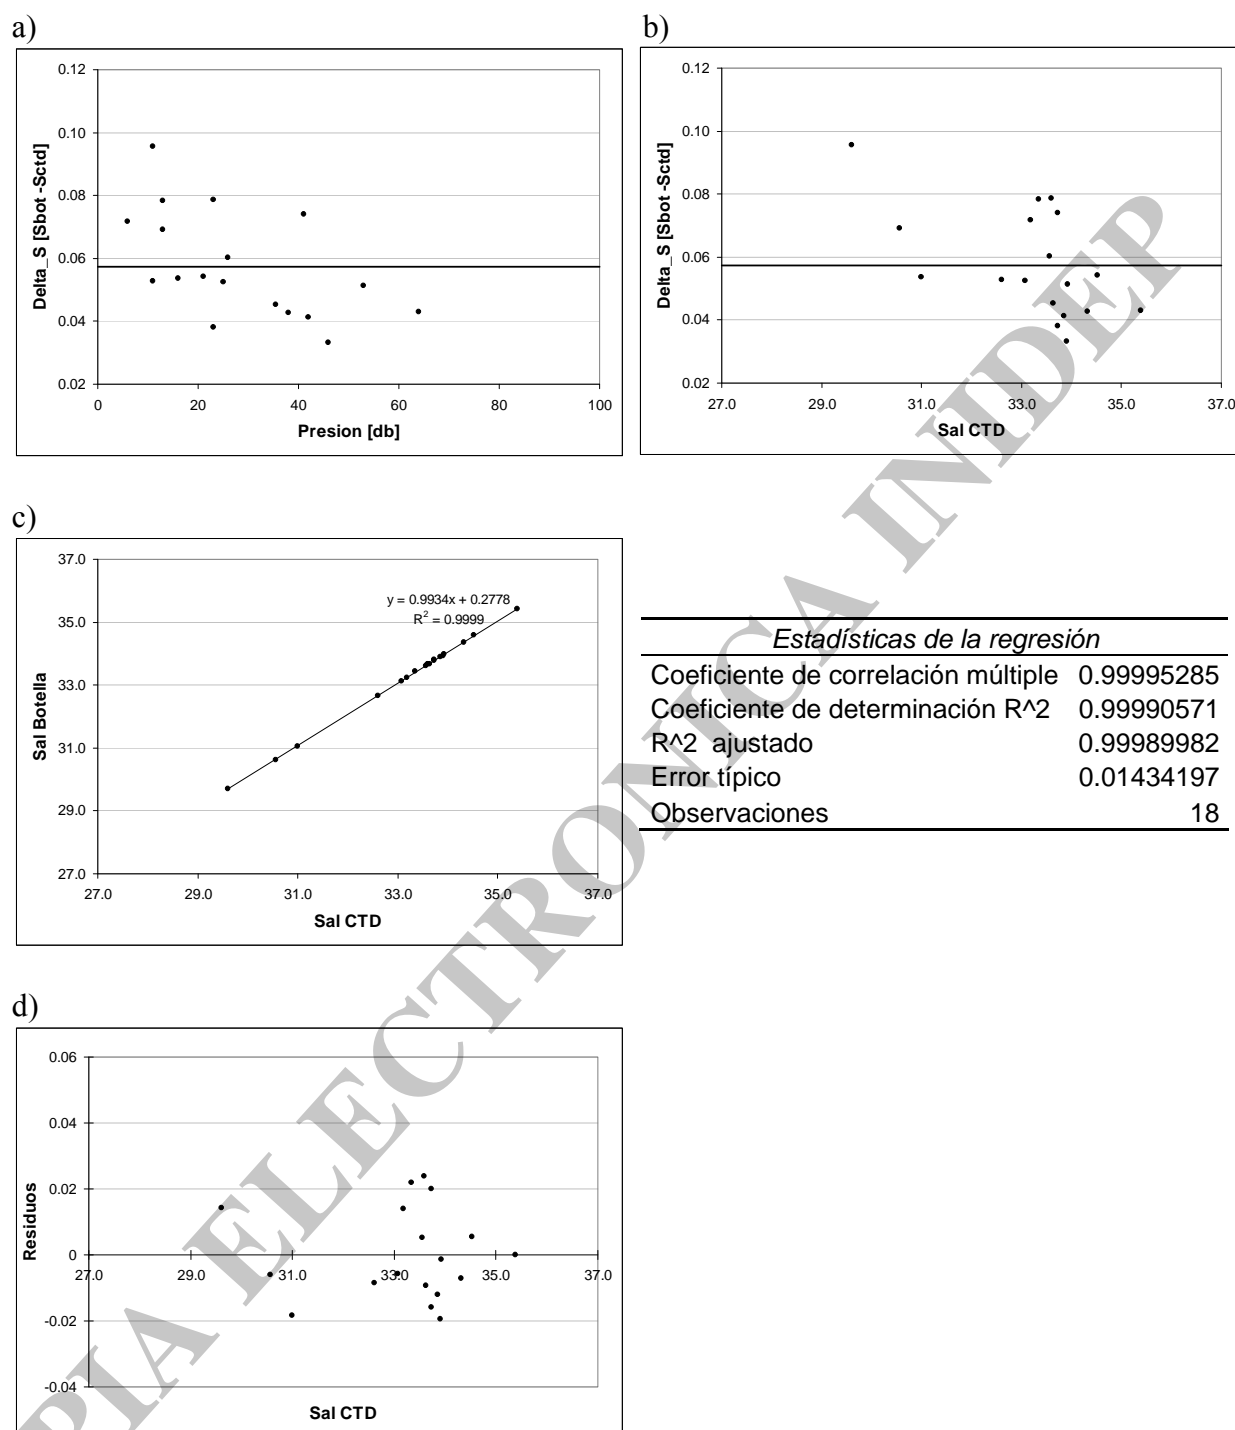 a)
0.12
0.10
0.08
0.06
0.04
0.02
Delta_S [Sbot -Sctd]
0 20 40 60 80 100
Presion [db]
b)
0.12
0.10
0.08
0.06
0.04
0.02
Delta_S [Sbot -Sctd]
27.0 29.0 31.0 33.0 35.0 37.0
Sal CTD
c)
37.0
35.0
33.0
31.0
29.0
27.0
Sal Botella
y = 0.9934x + 0.2778
R² = 0.9999
27.0 29.0 31.0 33.0 35.0 37.0
Sal CTD
Estadísticas de la regresión
Coeficiente de correlación múltiple 0.99995285
Coeficiente de determinación R^2 0.99990571
R^2 ajustado 0.99989982
Error típico 0.01434197
Observaciones 18
d)
0.06
0.04
0.02
0
-0.02
-0.04
Residuos
27.0 29.0 31.0 33.0 35.0 37.0
Sal CTD
PIA ELECTRONICA INIDEP